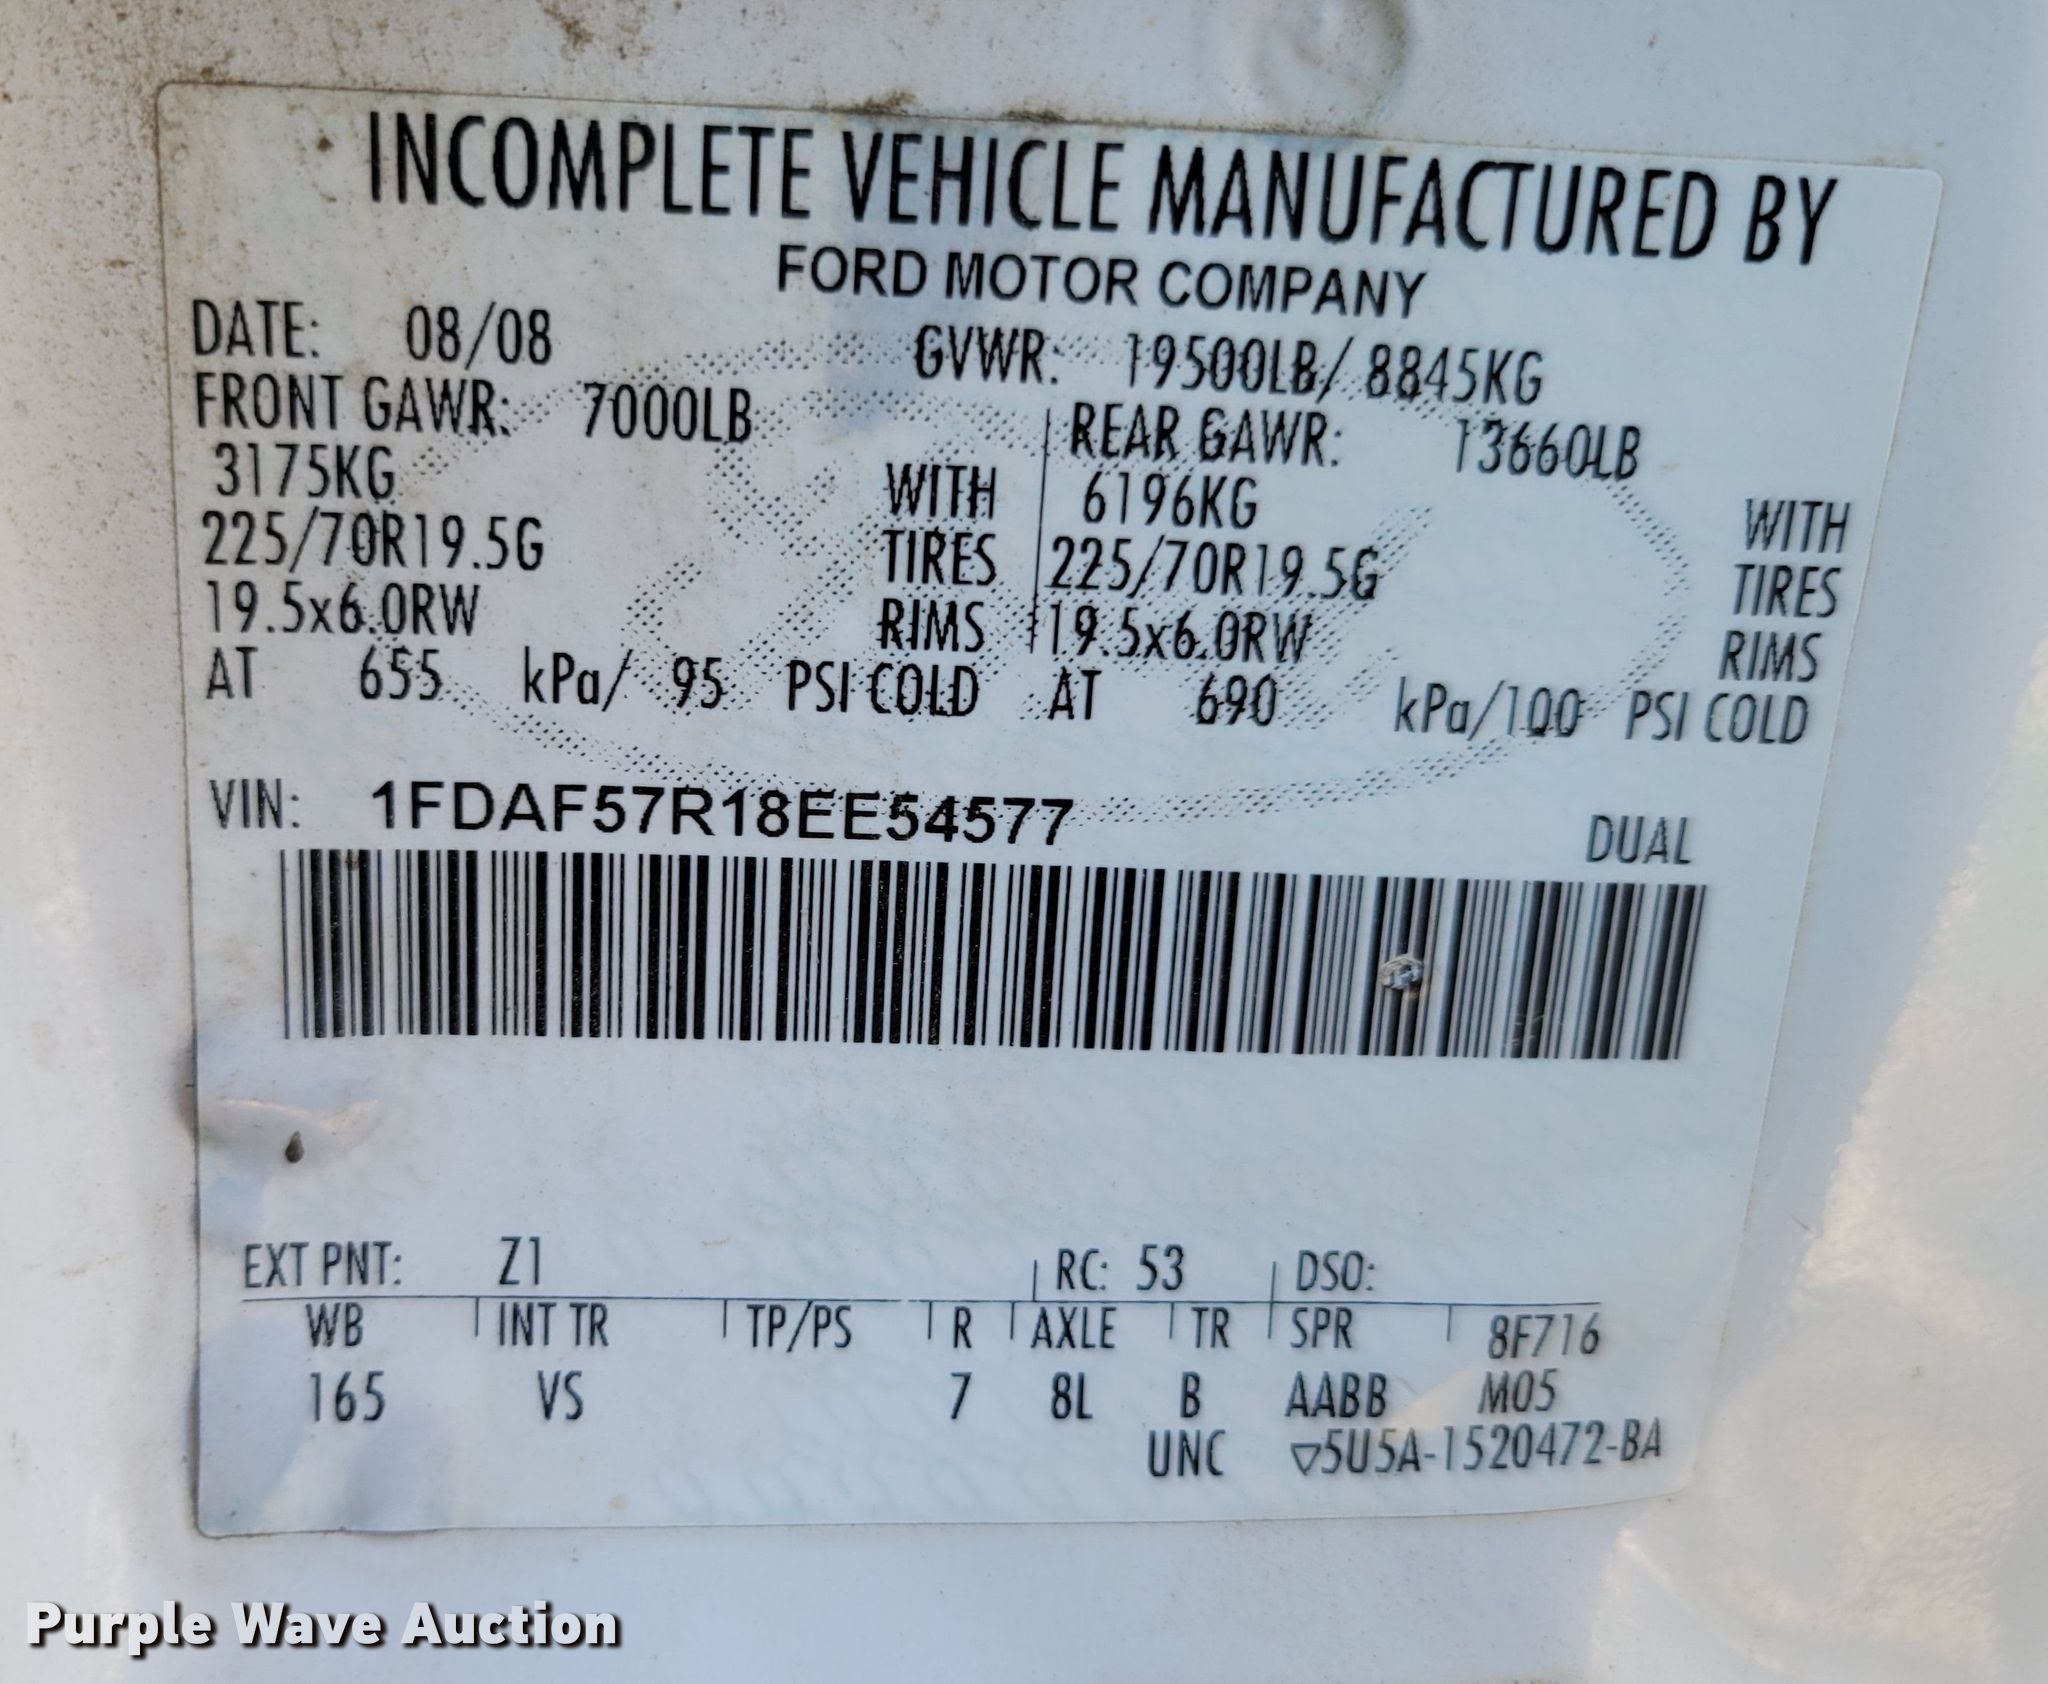 INCOMPLETE VEHICLE MANUFACTURED BY
FORD MOTOR COMPANY
DATE: 08/08 GVWR: 19500LB/ 8845KG
FRONT GAWR: 7000LB REAR GAWR: 13660LB
3175KG WITH 6196KG WITH
225/70R19.5G TIRES 225/70R19.5G TIRES
19.5x6.0RW RIMS 19.5x6.0RW RIMS
AT 655 kPa/ 95 PSI COLD AT 690 kPa/100 PSI COLD
VIN: 1FDAF57R18EE54577 DUAL
EXT PNT: Z1 RC: 53 DSO:
WB INT TR TP/PS R AXLE TR SPR 8F716
165 VS 7 8L B AABB M05
UNC ▽5U5A-1520472-BA
Purple Wave Auction